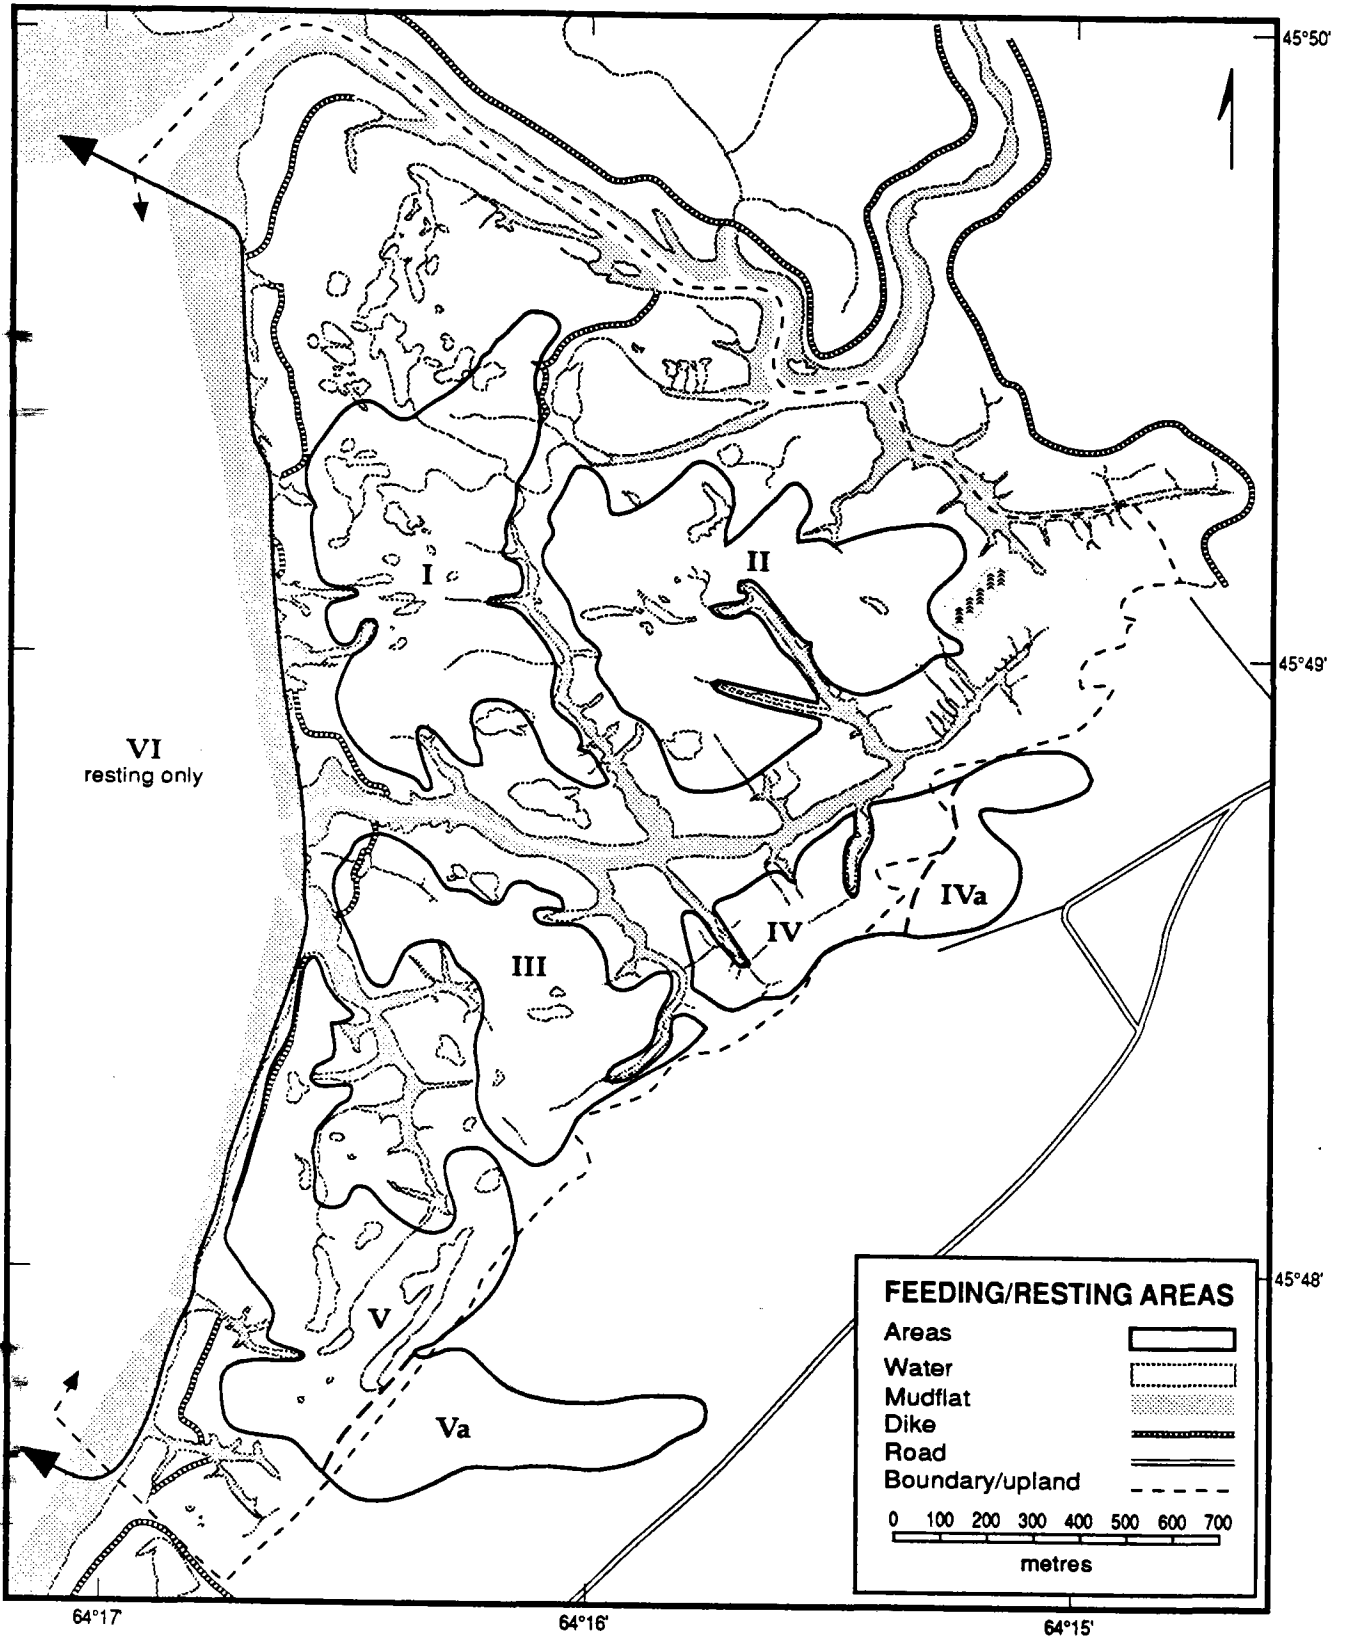 45°50'
I
II
45°49'
VI
resting only
IVa
IV
III
45°48'
V
Va
FEEDING/RESTING AREAS
Areas
Water
Mudflat
Dike
Road
Boundary/upland
0 100 200 300 400 500 600 700
metres
64°17' 64°16' 64°15'